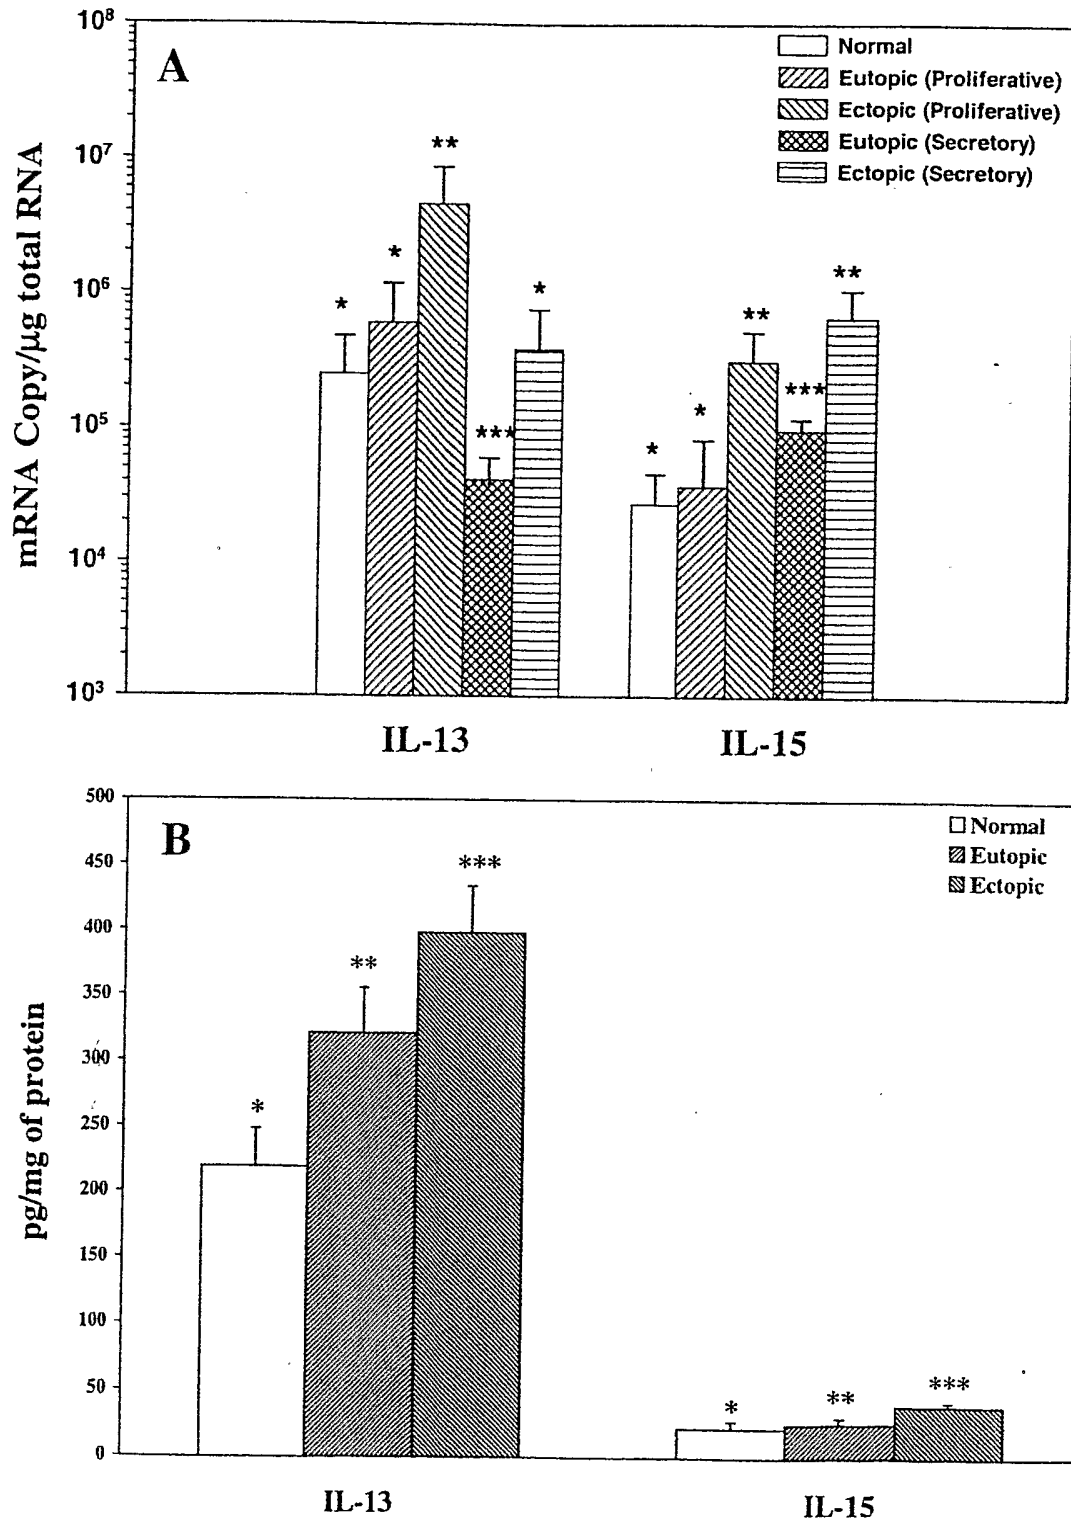 mRNA Copy/μg total RNA
10⁸
10⁷
10⁶
10⁵
10⁴
10³
A
Normal
Eutopic (Proliferative)
Ectopic (Proliferative)
Eutopic (Secretory)
Ectopic (Secretory)
*
*
**
***
*
*
*
**
***
**
IL-13
IL-15
pg/mg of protein
500
450
400
350
300
250
200
150
100
50
0
B
Normal
Eutopic
Ectopic
*
**
***
*
**
***
IL-13
IL-15